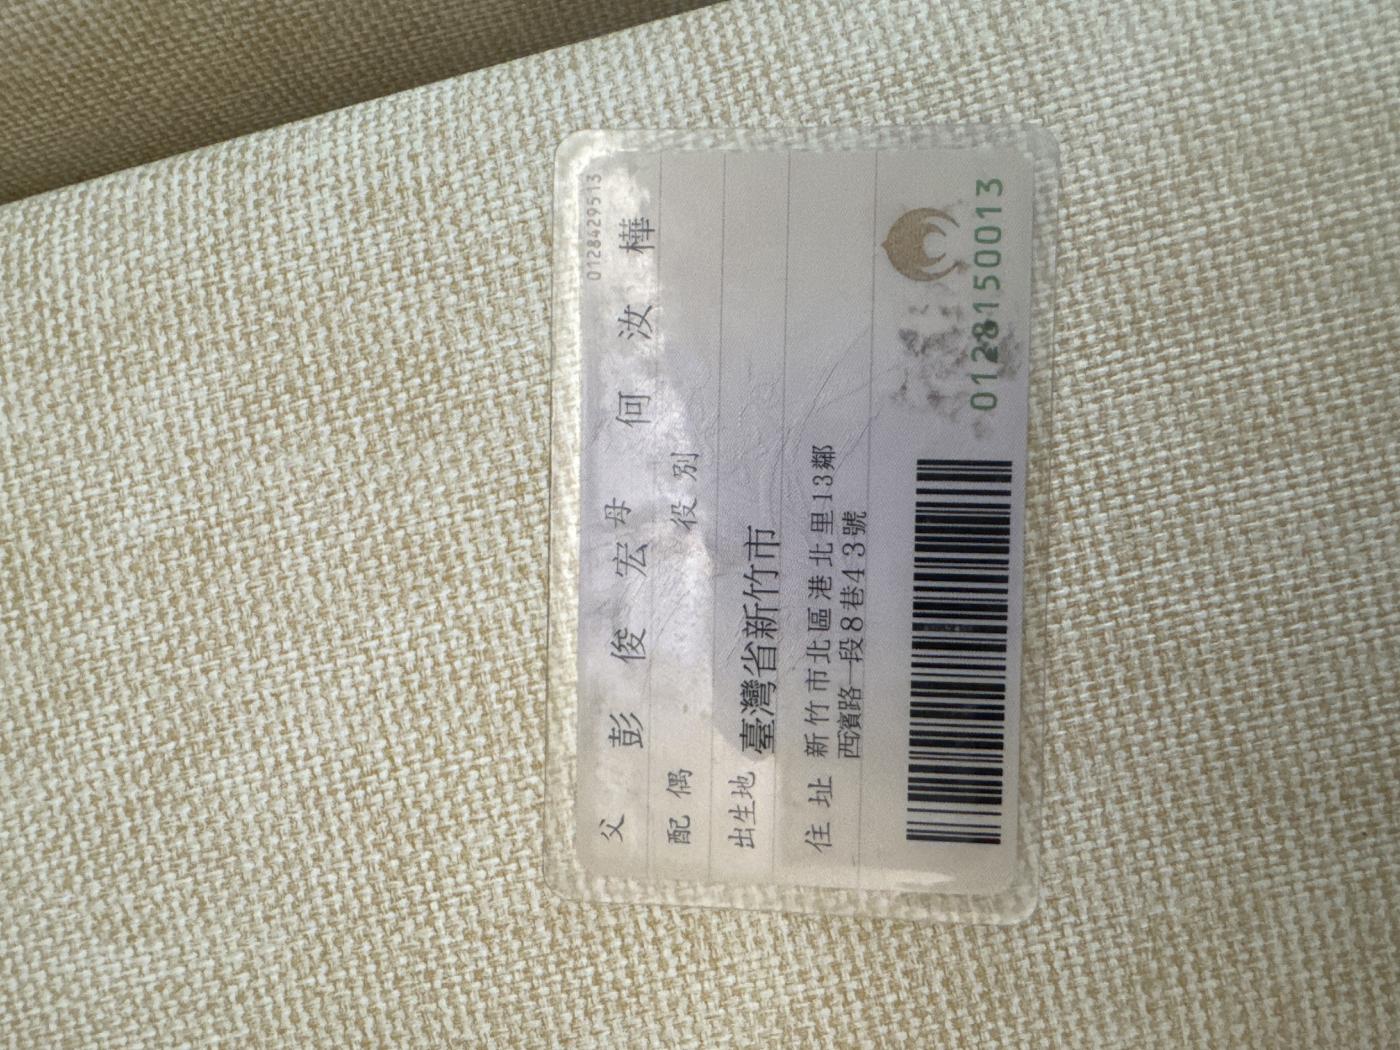 0128429513
父 彭俊宏 母 何汝樺
配偶 役別
出生地 臺灣省新竹市
住址 新竹市北區港北里13鄰
西濱路一段8巷43號
0128150013